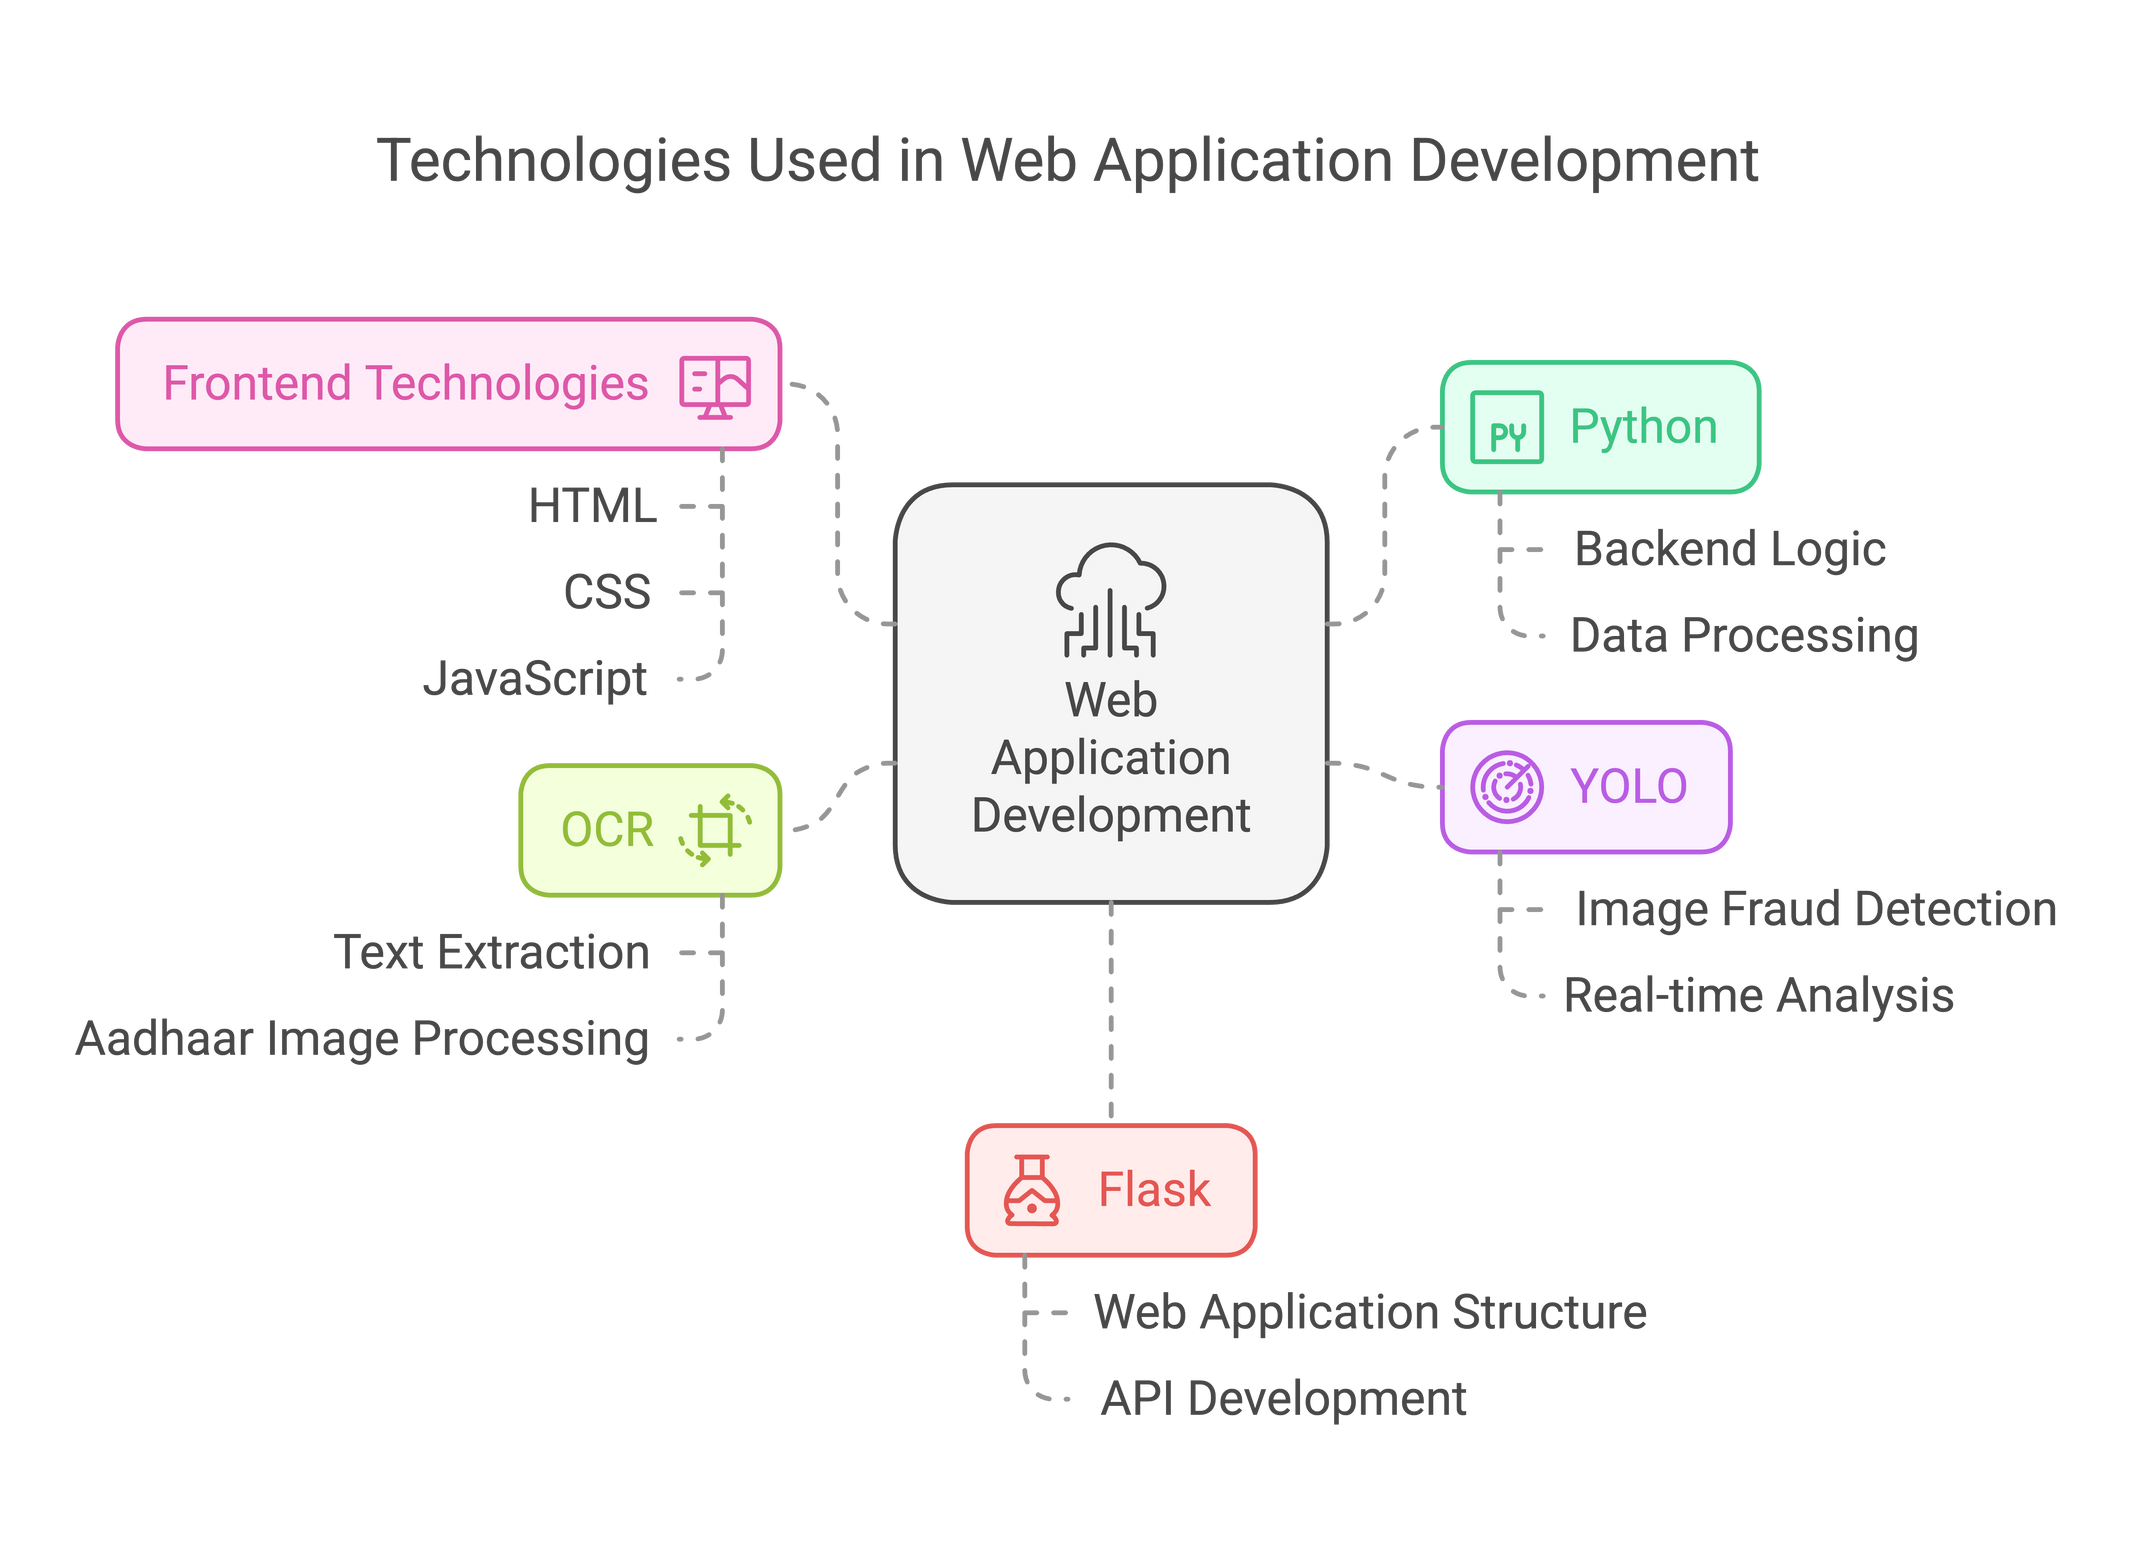 Technologies Used in Web Application Development
Frontend Technologies
HTML
CSS
JavaScript
OCR
Text Extraction
Aadhaar Image Processing
Web
Application
Development
PY
Python
Backend Logic
Data Processing
YOLO
Image Fraud Detection
Real-time Analysis
Flask
Web Application Structure
API Development